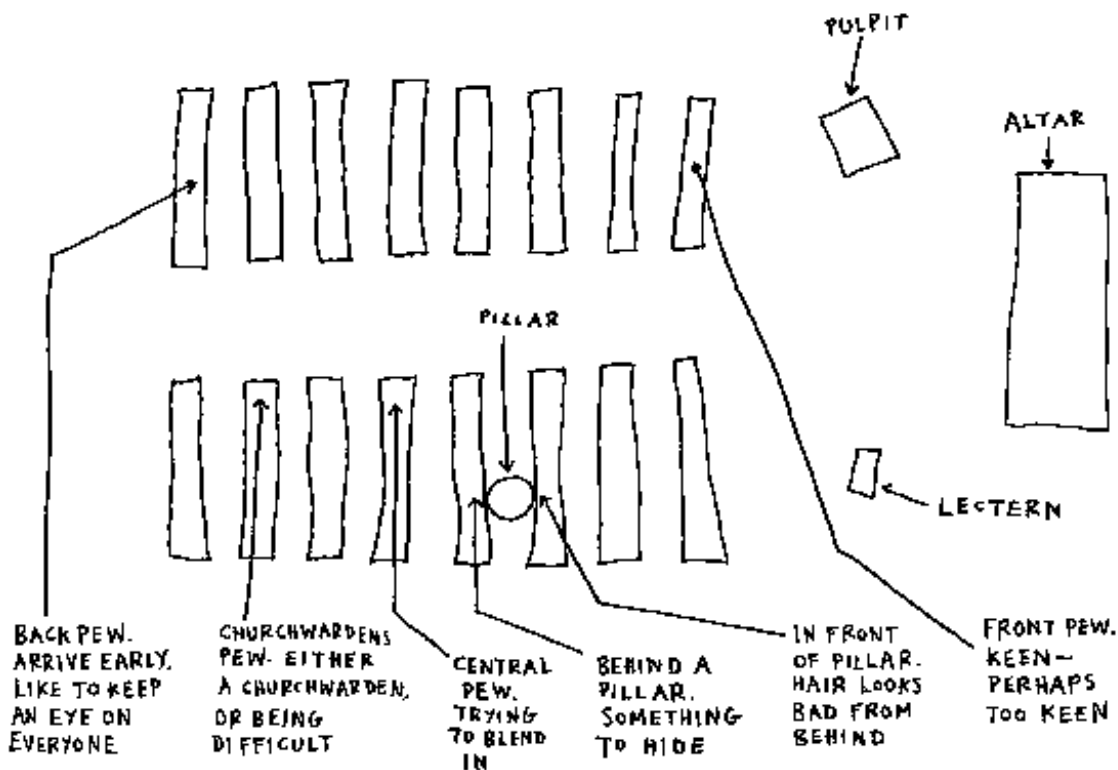 PULPIT
ALTAR
PILLAR
LECTERN
BACK PEW.
ARRIVE EARLY.
LIKE TO KEEP
AN EYE ON
EVERYONE
CHURCHWARDENS
PEW. EITHER
A CHURCHWARDEN,
OR BEING
DIFFICULT
CENTRAL
PEW.
TRYING
TO BLEND
IN
BEHIND A
PILLAR.
SOMETHING
TO HIDE
IN FRONT
OF PILLAR.
HAIR LOOKS
BAD FROM
BEHIND
FRONT PEW.
KEEN—
PERHAPS
TOO KEEN